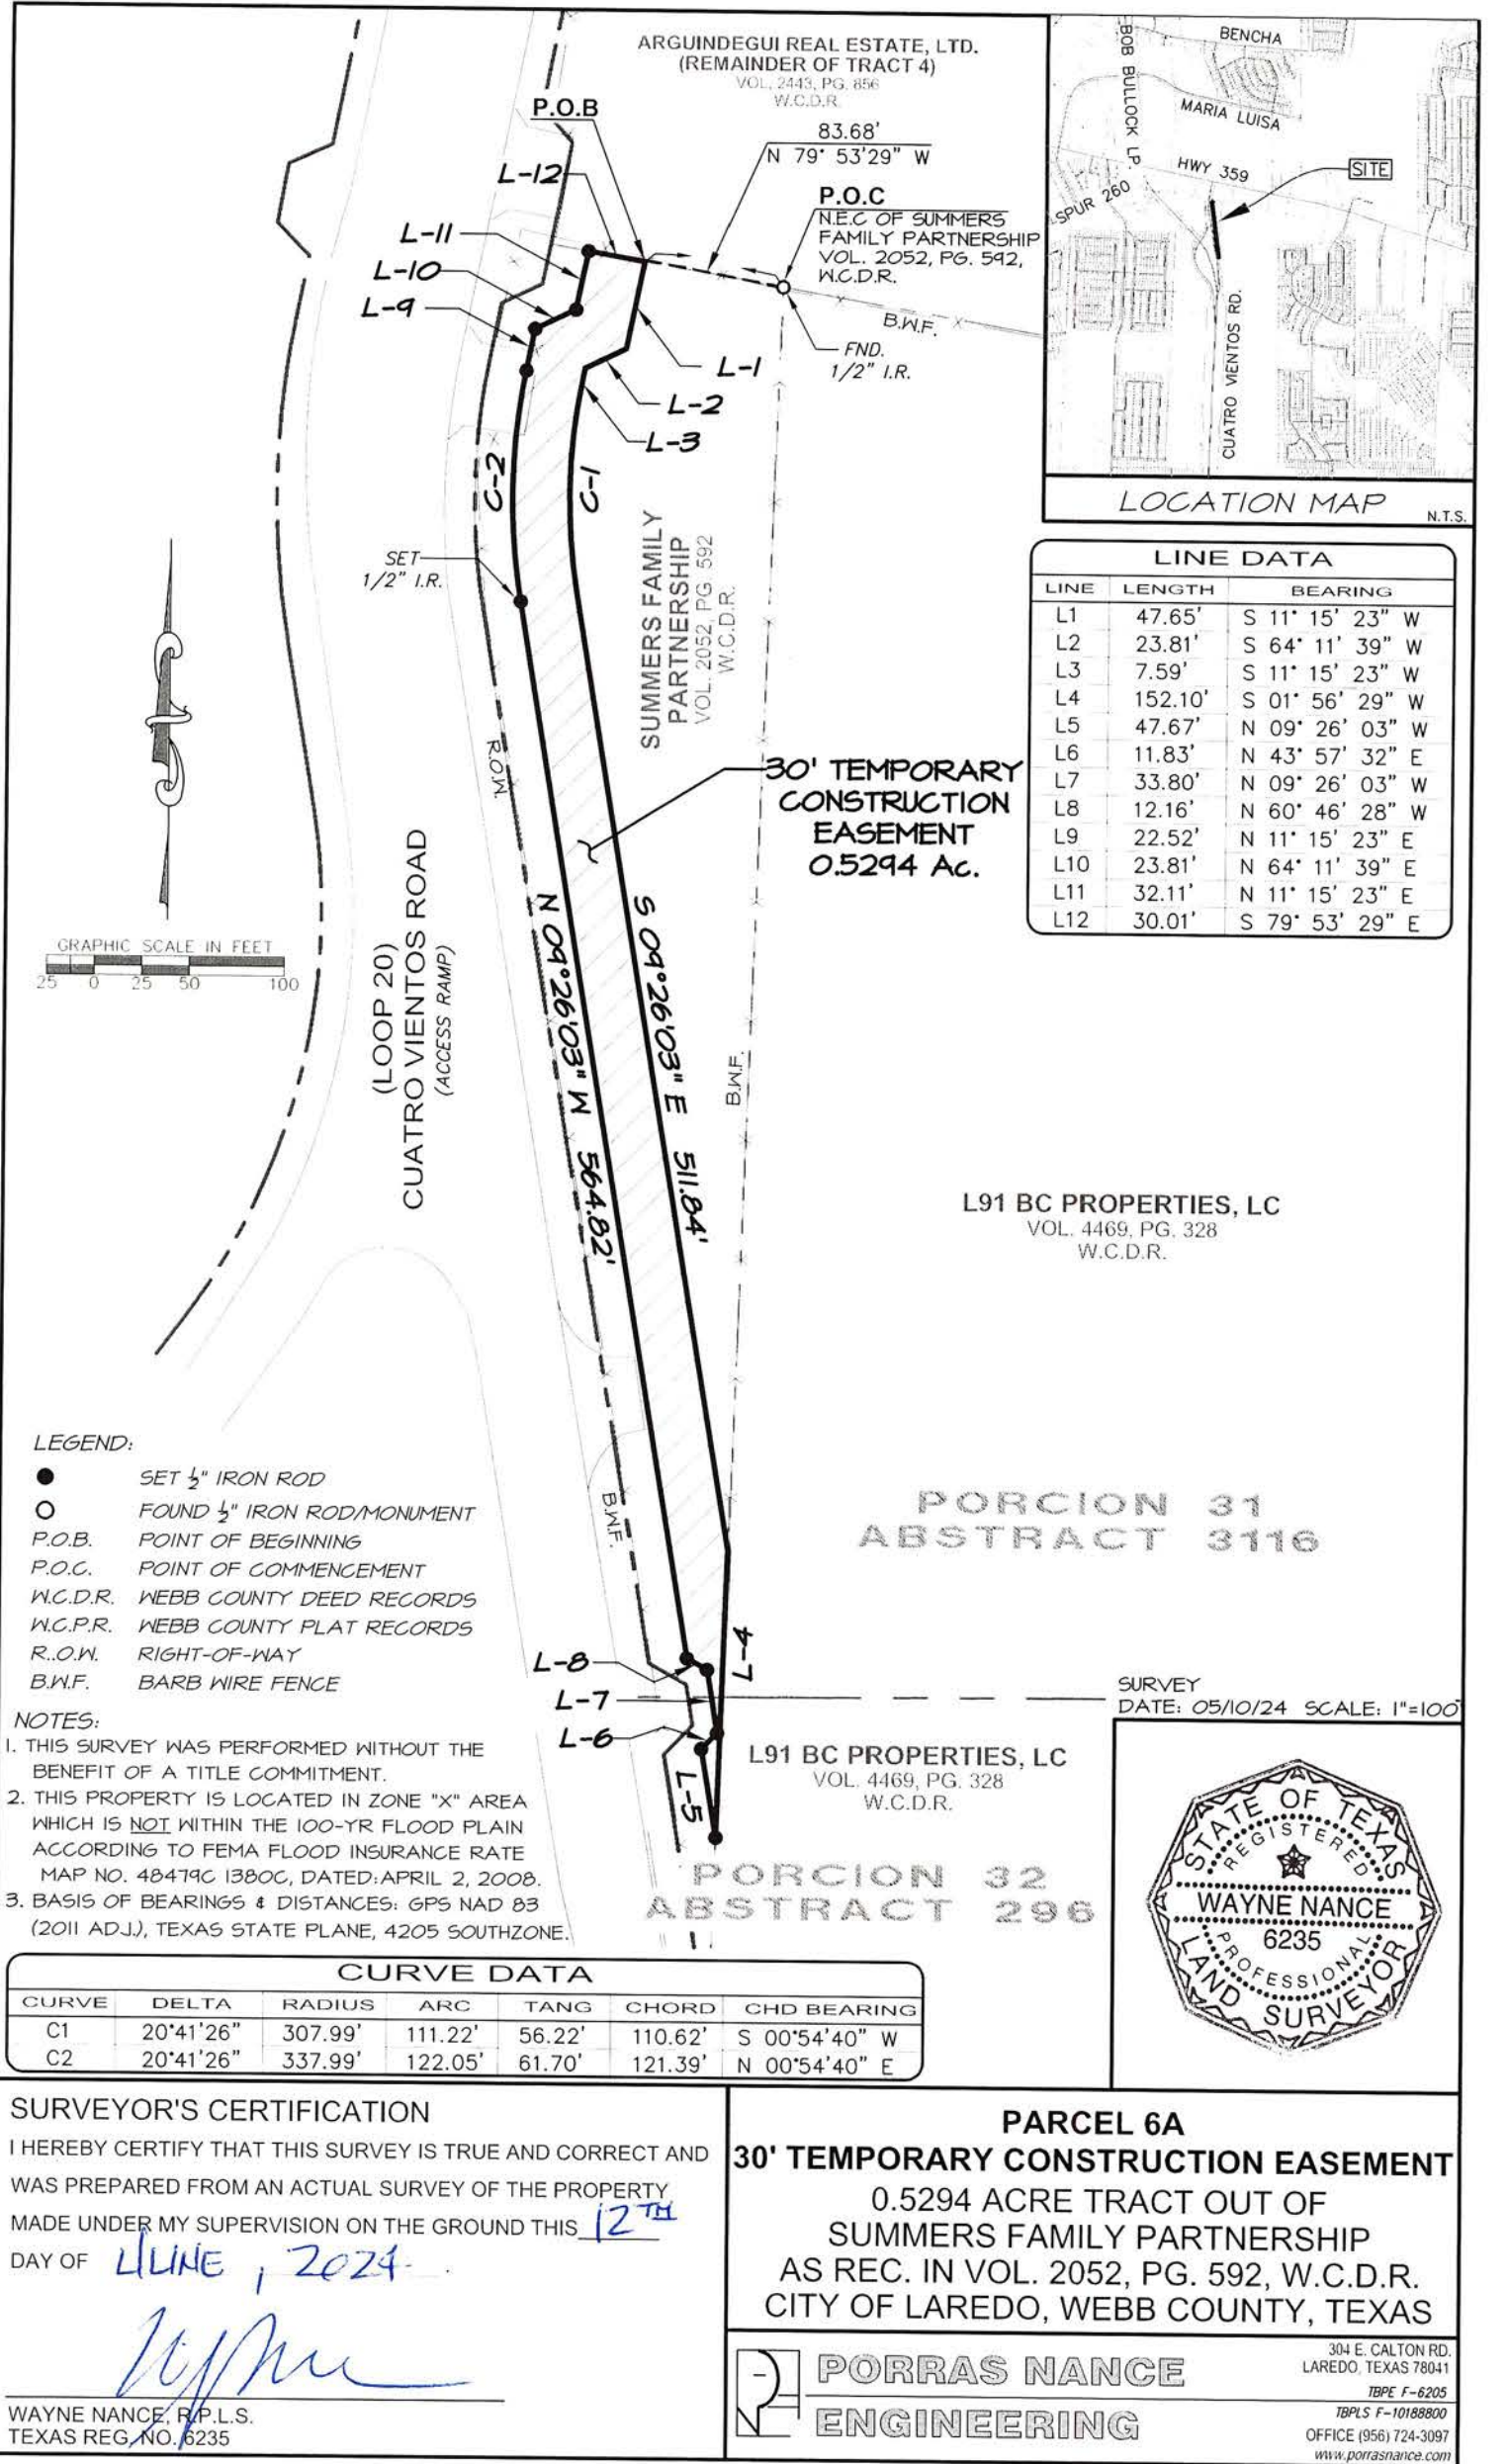 ARGUINDEGUI REAL ESTATE, LTD.
(REMAINDER OF TRACT 4)
VOL. 2443, PG. 856
W.C.D.R.
P.O.B
83.68'
N 79° 53'29" W
L-12
P.O.C
N.E.C OF SUMMERS
FAMILY PARTNERSHIP
VOL. 2052, PG. 592,
W.C.D.R.
L-11
L-10
L-9
B.W.F.
FND.
1/2" I.R.
L-1
L-2
L-3
C-2
C-1
SET
1/2" I.R.
SUMMERS FAMILY
PARTNERSHIP
VOL. 2052, PG 592
W.C.D.R.
R.O.W.
30' TEMPORARY
CONSTRUCTION
EASEMENT
0.5294 Ac.
BENCHA
BOB BULLOCK LP.
MARIA LUISA
HWY 359
SITE
SPUR 260
CUATRO VIENTOS RD.
LOCATION MAP
N.T.S.
LINE DATA
LINE LENGTH BEARING
L1 47.65' S 11° 15' 23" W
L2 23.81' S 64° 11' 39" W
L3 7.59' S 11° 15' 23" W
L4 152.10' S 01° 56' 29" W
L5 47.67' N 09° 26' 03" W
L6 11.83' N 43° 57' 32" E
L7 33.80' N 09° 26' 03" W
L8 12.16' N 60° 46' 28" W
L9 22.52' N 11° 15' 23" E
L10 23.81' N 64° 11' 39" E
L11 32.11' N 11° 15' 23" E
L12 30.01' S 79° 53' 29" E
GRAPHIC SCALE IN FEET
25 0 25 50 100
(LOOP 20)
CUATRO VIENTOS ROAD
(ACCESS RAMP)
N 09°26'03" W 564.82'
S 09°26'03" E 511.84'
B.W.F.
L91 BC PROPERTIES, LC
VOL. 4469, PG. 328
W.C.D.R.
LEGEND:
SET 1/2" IRON ROD
FOUND 1/2" IRON ROD/MONUMENT
P.O.B. POINT OF BEGINNING
P.O.C. POINT OF COMMENCEMENT
W.C.D.R. WEBB COUNTY DEED RECORDS
W.C.P.R. WEBB COUNTY PLAT RECORDS
R..O.W. RIGHT-OF-WAY
B.W.F. BARB WIRE FENCE
B.W.F.
PORCION 31
ABSTRACT 3116
L-4
L-8
L-7
L-6
L-5
SURVEY
DATE: 05/10/24 SCALE: 1"=100'
L91 BC PROPERTIES, LC
VOL. 4469, PG. 328
W.C.D.R.
PORCION 32
ABSTRACT 296
NOTES:
1. THIS SURVEY WAS PERFORMED WITHOUT THE
BENEFIT OF A TITLE COMMITMENT.
2. THIS PROPERTY IS LOCATED IN ZONE "X" AREA
WHICH IS NOT WITHIN THE 100-YR FLOOD PLAIN
ACCORDING TO FEMA FLOOD INSURANCE RATE
MAP NO. 48479C 1380C, DATED:APRIL 2, 2008.
3. BASIS OF BEARINGS & DISTANCES: GPS NAD 83
(2011 ADJ.), TEXAS STATE PLANE, 4205 SOUTHZONE.
STATE OF TEXAS
REGISTERED
WAYNE NANCE
6235
PROFESSIONAL
LAND SURVEYOR
CURVE DATA
CURVE DELTA RADIUS ARC TANG CHORD CHD BEARING
C1 20°41'26" 307.99' 111.22' 56.22' 110.62' S 00°54'40" W
C2 20°41'26" 337.99' 122.05' 61.70' 121.39' N 00°54'40" E
SURVEYOR'S CERTIFICATION
I HEREBY CERTIFY THAT THIS SURVEY IS TRUE AND CORRECT AND
WAS PREPARED FROM AN ACTUAL SURVEY OF THE PROPERTY
MADE UNDER MY SUPERVISION ON THE GROUND THIS 12TH
DAY OF JUNE, 2024.
WAYNE NANCE, R.P.L.S.
TEXAS REG. NO. 6235
PARCEL 6A
30' TEMPORARY CONSTRUCTION EASEMENT
0.5294 ACRE TRACT OUT OF
SUMMERS FAMILY PARTNERSHIP
AS REC. IN VOL. 2052, PG. 592, W.C.D.R.
CITY OF LAREDO, WEBB COUNTY, TEXAS
PORRAS NANCE
ENGINEERING
304 E. CALTON RD.
LAREDO, TEXAS 78041
TBPE F-6205
TBPLS F-10188800
OFFICE (956) 724-3097
www.porrasnance.com